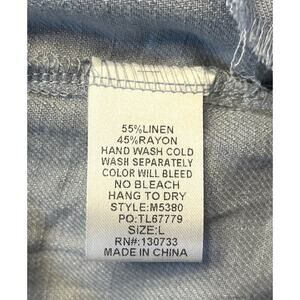 55%LINEN
45%RAYON
HAND WASH COLD
WASH SEPARATELY
COLOR WILL BLEED
NO BLEACH
HANG TO DRY
STYLE:M5380
PO:TL67779
SIZE:L
RN#:130733
MADE IN CHINA